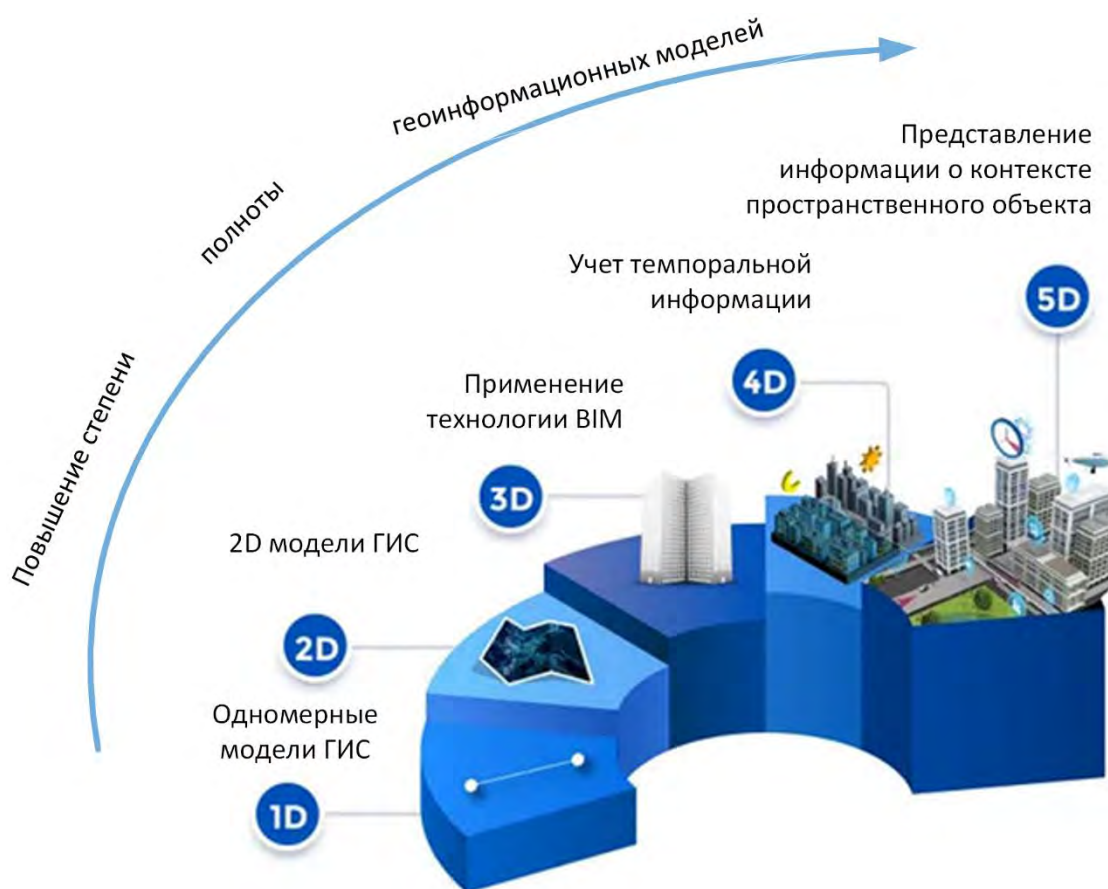 Повышение степени
полноты
геоинформационных моделей
Представление
информации о контексте
пространственного объекта
5D
Учет темпоральной
информации
4D
Применение
технологии BIM
3D
2D модели ГИС
2D
Одномерные
модели ГИС
1D